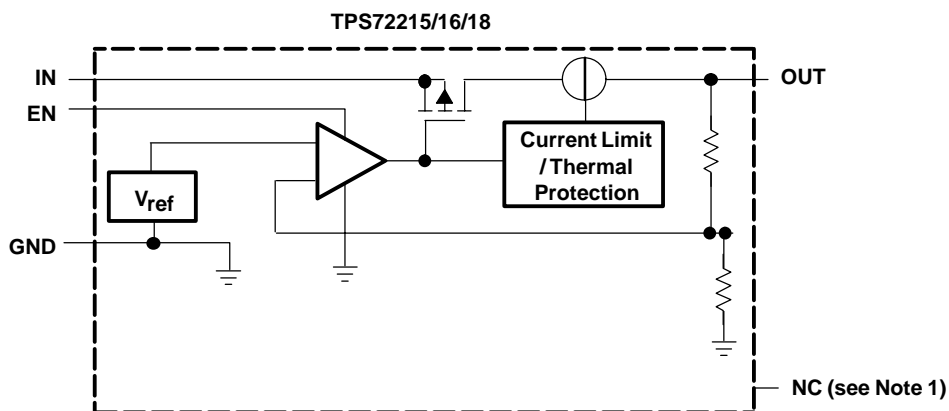 TPS72215/16/18
IN
OUT
EN
Current Limit
/ Thermal
Protection
Vref
GND
NC (see Note 1)